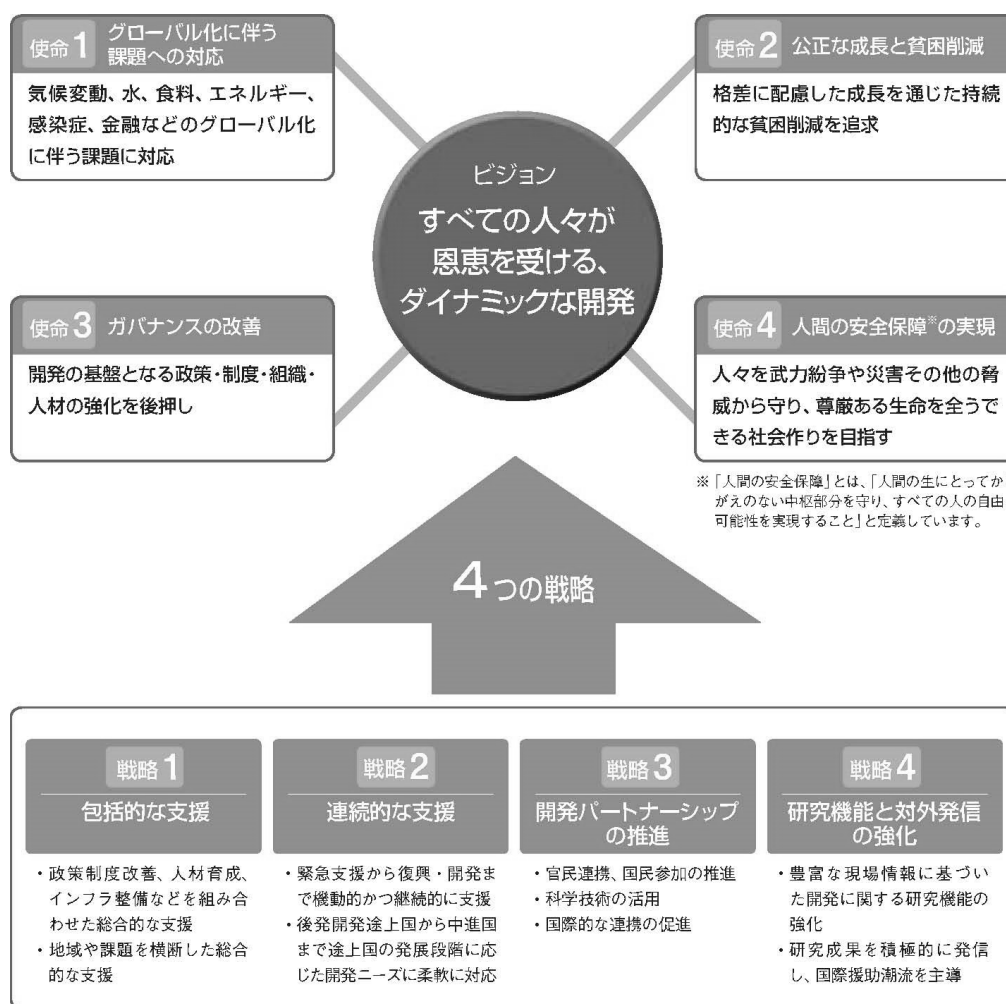 使命1 グローバル化に伴う
課題への対応
気候変動、水、食料、エネルギー、
感染症、金融などのグローバル化
に伴う課題に対応
使命2 公正な成長と貧困削減
格差に配慮した成長を通じた持続
的な貧困削減を追求
ビジョン
すべての人々が
恩恵を受ける、
ダイナミックな開発
使命3 ガバナンスの改善
開発の基盤となる政策・制度・組織・
人材の強化を後押し
使命4 人間の安全保障※の実現
人々を武力紛争や災害その他の脅
威から守り、尊厳ある生命を全うで
きる社会作りを目指す
※「人間の安全保障」とは、「人間の生にとってか
がえのない中枢部分を守り、すべての人の自由
可能性を実現すること」と定義しています。
4つの戦略
戦略1
包括的な支援
・政策制度改善、人材育成、
インフラ整備などを組み合
わせた総合的な支援
・地域や課題を横断した総合
的な支援
戦略2
連続的な支援
・緊急支援から復興・開発ま
で機動的かつ継続的に支援
・後発開発途上国から中進国
まで途上国の発展段階に応
じた開発ニーズに柔軟に対応
戦略3
開発パートナーシップ
の推進
・官民連携、国民参加の推進
・科学技術の活用
・国際的な連携の促進
戦略4
研究機能と対外発信
の強化
・豊富な現場情報に基づい
た開発に関する研究機能の
強化
・研究成果を積極的に発信
し、国際援助潮流を主導